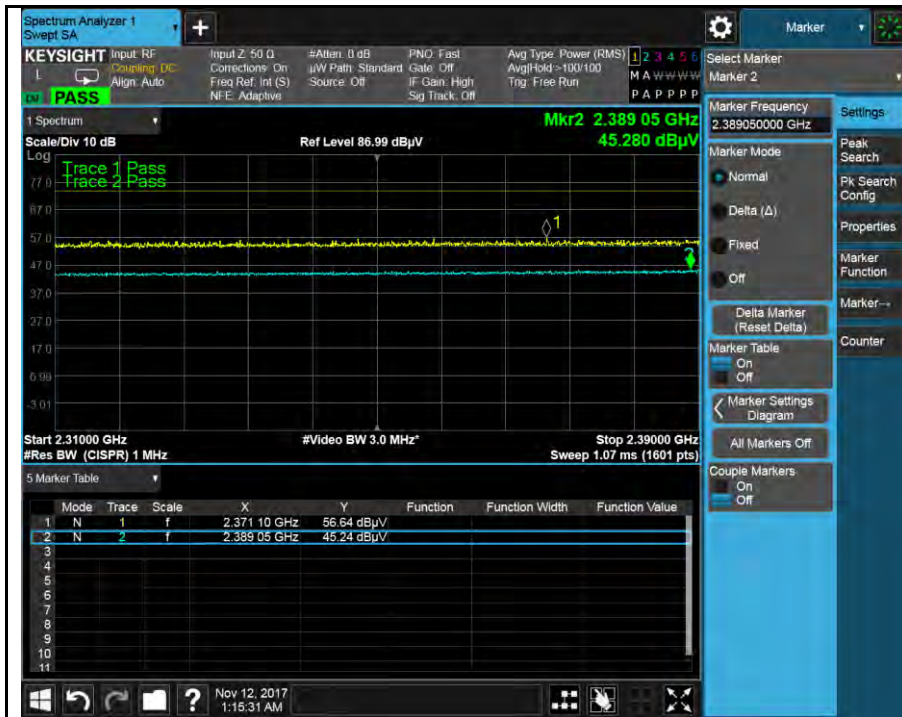 Spectrum Analyzer 1
Swept SA
+
Marker
KEYSIGHT
L
PASS
Input: RF
Coupling: DC
Align: Auto
Input Z: 50 Ω
Corrections: On
Freq Ref: Int (S)
NFE: Adaptive
#Atten: 0 dB
µW Path: Standard
Source: Off
PNO: Fast
Gate: Off
IF Gain: High
Sig Track: Off
Avg Type: Power (RMS)
Avg|Hold:>100/100
Trig: Free Run
1 2 3 4 5 6
M A W W W W
P A P P P P
Select Marker
Marker 2
1 Spectrum
Mkr2 2.389 05 GHz
Scale/Div 10 dB
Ref Level 86.99 dBµV
45.280 dBµV
Log
Trace 1 Pass
Trace 2 Pass
77.0
67.0
57.0
47.0
37.0
27.0
17.0
6.99
-3.01
1
2
Start 2.31000 GHz
#Video BW 3.0 MHz*
Stop 2.39000 GHz
#Res BW (CISPR) 1 MHz
Sweep 1.07 ms (1601 pts)
5 Marker Table
Mode Trace Scale X Y Function Function Width Function Value
1 N 1 f 2.371 10 GHz 56.64 dBµV
2 N 2 f 2.389 05 GHz 45.24 dBµV
3
4
5
6
7
8
9
10
11
Marker Frequency
2.389050000 GHz
Marker Mode
Normal
Delta (Δ)
Fixed
Off
Delta Marker
(Reset Delta)
Marker Table
On
Off
Marker Settings
Diagram
All Markers Off
Couple Markers
On
Off
Settings
Peak
Search
Pk Search
Config
Properties
Marker
Function
Marker→
Counter
?
Nov 12, 2017
1:15:31 AM